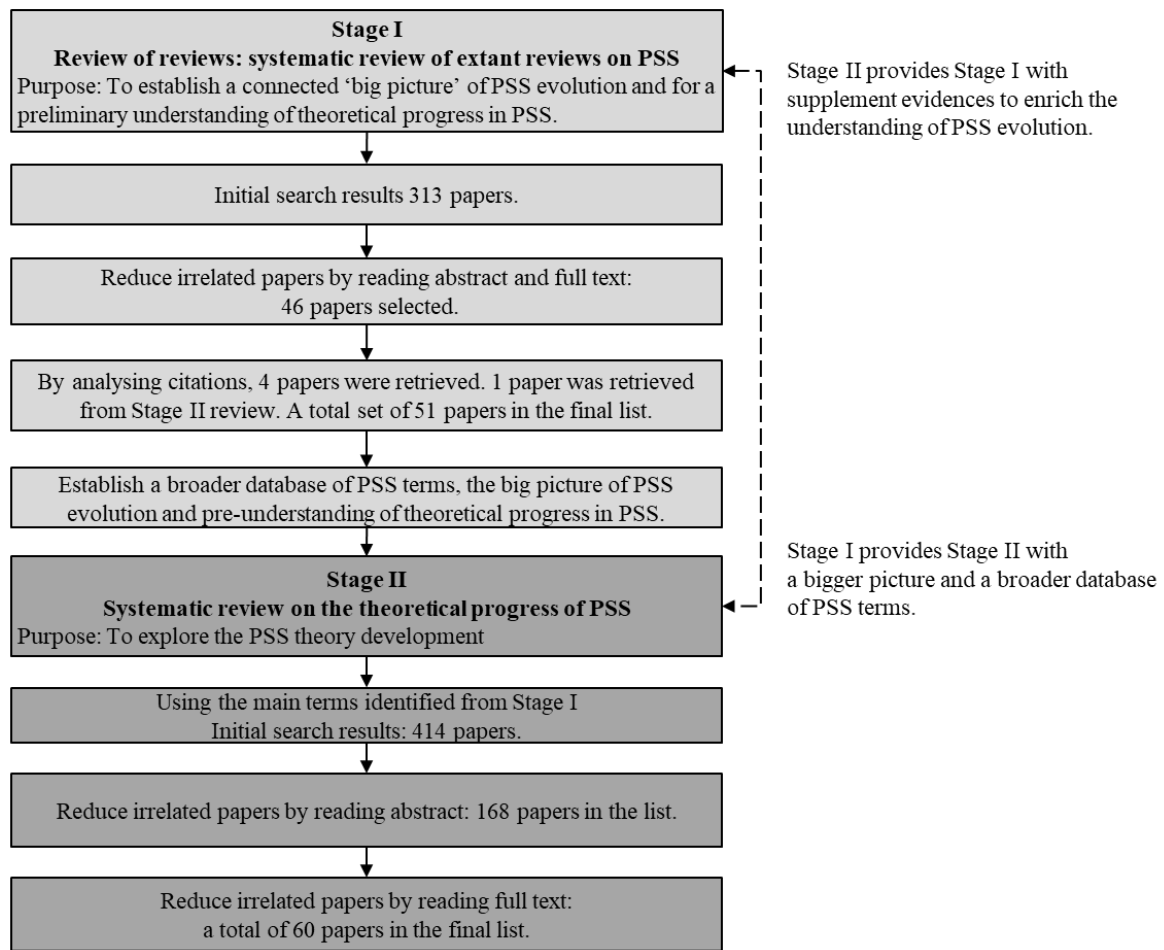 Stage I
Review of reviews: systematic review of extant reviews on PSS
Purpose: To establish a connected ‘big picture’ of PSS evolution and for a
preliminary understanding of theoretical progress in PSS.
Stage II provides Stage I with
supplement evidences to enrich the
understanding of PSS evolution.
Initial search results 313 papers.
Reduce irrelated papers by reading abstract and full text:
46 papers selected.
By analysing citations, 4 papers were retrieved. 1 paper was retrieved
from Stage II review. A total set of 51 papers in the final list.
Establish a broader database of PSS terms, the big picture of PSS
evolution and pre-understanding of theoretical progress in PSS.
Stage II
Systematic review on the theoretical progress of PSS
Purpose: To explore the PSS theory development
Stage I provides Stage II with
a bigger picture and a broader database
of PSS terms.
Using the main terms identified from Stage I
Initial search results: 414 papers.
Reduce irrelated papers by reading abstract: 168 papers in the list.
Reduce irrelated papers by reading full text:
a total of 60 papers in the final list.